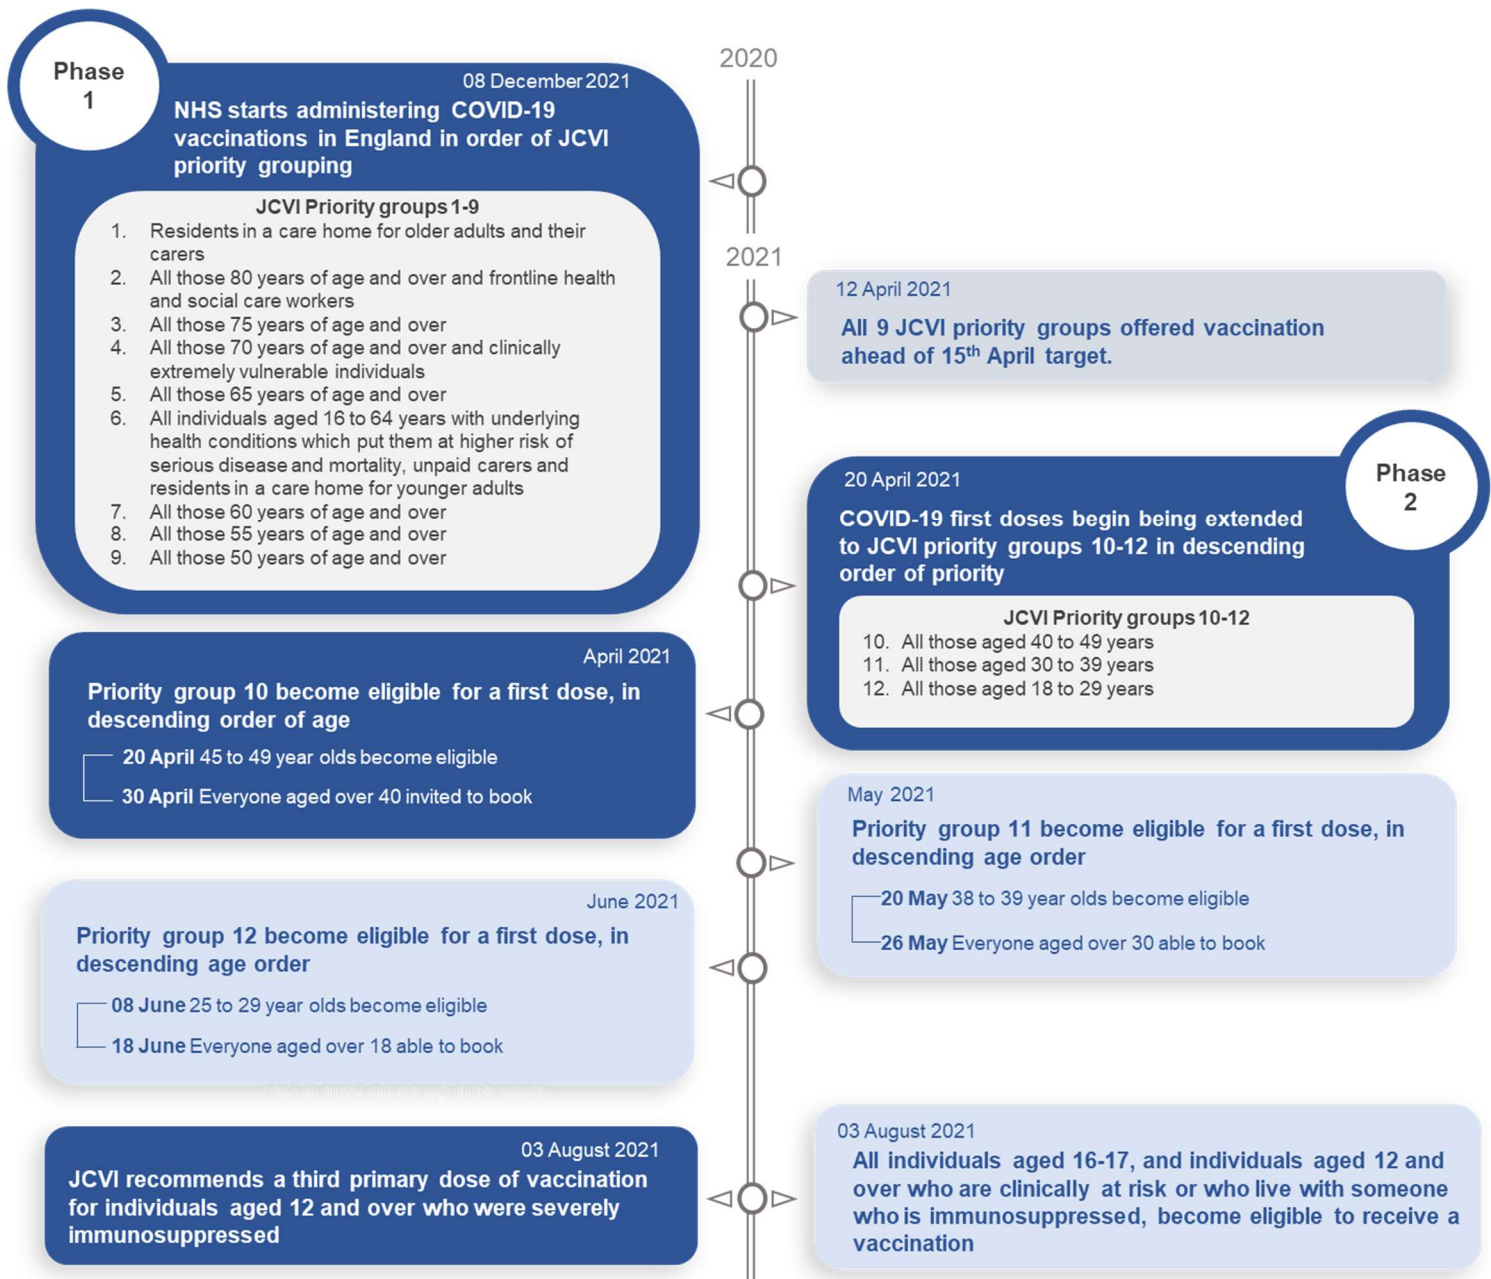 Phase
1
08 December 2021
NHS starts administering COVID-19
vaccinations in England in order of JCVI
priority grouping
JCVI Priority groups 1-9
1. Residents in a care home for older adults and their
carers
2. All those 80 years of age and over and frontline health
and social care workers
3. All those 75 years of age and over
4. All those 70 years of age and over and clinically
extremely vulnerable individuals
5. All those 65 years of age and over
6. All individuals aged 16 to 64 years with underlying
health conditions which put them at higher risk of
serious disease and mortality, unpaid carers and
residents in a care home for younger adults
7. All those 60 years of age and over
8. All those 55 years of age and over
9. All those 50 years of age and over
2020
2021
12 April 2021
All 9 JCVI priority groups offered vaccination
ahead of 15th April target.
Phase
2
20 April 2021
COVID-19 first doses begin being extended
to JCVI priority groups 10-12 in descending
order of priority
JCVI Priority groups 10-12
10. All those aged 40 to 49 years
11. All those aged 30 to 39 years
12. All those aged 18 to 29 years
April 2021
Priority group 10 become eligible for a first dose, in
descending order of age
20 April 45 to 49 year olds become eligible
30 April Everyone aged over 40 invited to book
May 2021
Priority group 11 become eligible for a first dose, in
descending age order
20 May 38 to 39 year olds become eligible
26 May Everyone aged over 30 able to book
June 2021
Priority group 12 become eligible for a first dose, in
descending age order
08 June 25 to 29 year olds become eligible
18 June Everyone aged over 18 able to book
03 August 2021
JCVI recommends a third primary dose of vaccination
for individuals aged 12 and over who were severely
immunosuppressed
03 August 2021
All individuals aged 16-17, and individuals aged 12 and
over who are clinically at risk or who live with someone
who is immunosuppressed, become eligible to receive a
vaccination